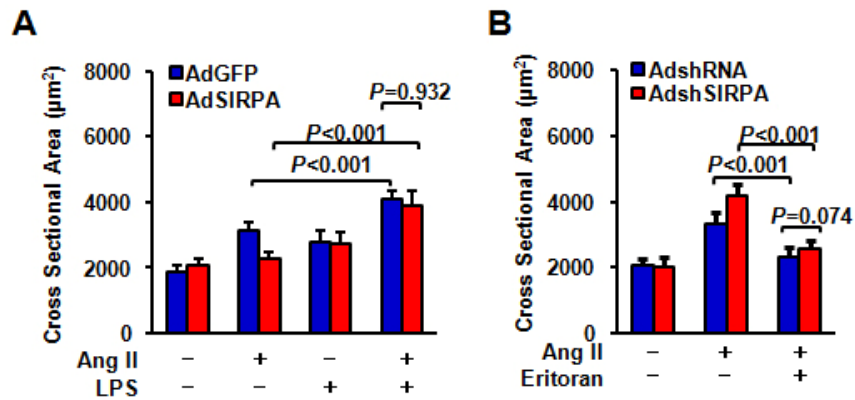 A
Cross Sectional Area (μm²)
8000
6000
4000
2000
0
AdGFP
AdSIRPA
P=0.932
P<0.001
P<0.001
Ang II – + – +
LPS – – + +
B
Cross Sectional Area (μm²)
8000
6000
4000
2000
0
AdshRNA
AdshSIRPA
P<0.001
P<0.001
P=0.074
Ang II – + +
Eritoran – – +